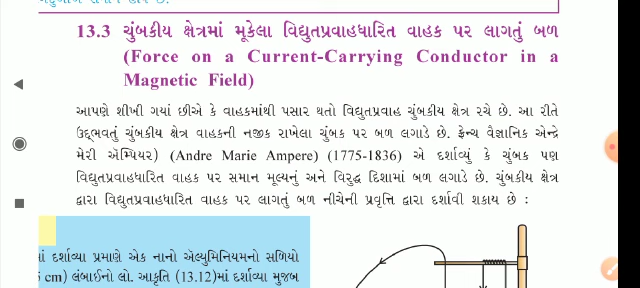 13.3 ચુંબકીય ક્ષેત્રમાં મૂકેલા વિદ્યુતપ્રવાહધારિત વાહક પર લાગતું બળ
(Force on a Current-Carrying Conductor in a
Magnetic Field)
આપણે શીખી ગયાં છીએ કે વાહકમાંથી પસાર થતો વિદ્યુતપ્રવાહ ચુંબકીય ક્ષેત્ર રચે છે. આ રીતે
ઉદ્ભવતું ચુંબકીય ક્ષેત્ર વાહકની નજીક રાખેલા ચુંબક પર બળ લગાડે છે. ફ્રેન્ચ વૈજ્ઞાનિક એન્દ્રે
મેરી ઍમ્પિયર) (Andre Marie Ampere) (1775-1836) એ દર્શાવ્યું કે ચુંબક પણ
વિદ્યુતપ્રવાહધારિત વાહક પર સમાન મૂલ્યનું અને વિરુદ્ધ દિશામાં બળ લગાડે છે. ચુંબકીય ક્ષેત્ર
દ્વારા વિદ્યુતપ્રવાહધારિત વાહક પર લાગતું બળ નીચેની પ્રવૃત્તિ દ્વારા દર્શાવી શકાય છે :
માં દર્શાવ્યા પ્રમાણે એક નાનો ઍલ્યુમિનિયમનો સળિયો
cm) લંબાઈનો લો. આકૃતિ (13.12)માં દર્શાવ્યા મુજબ